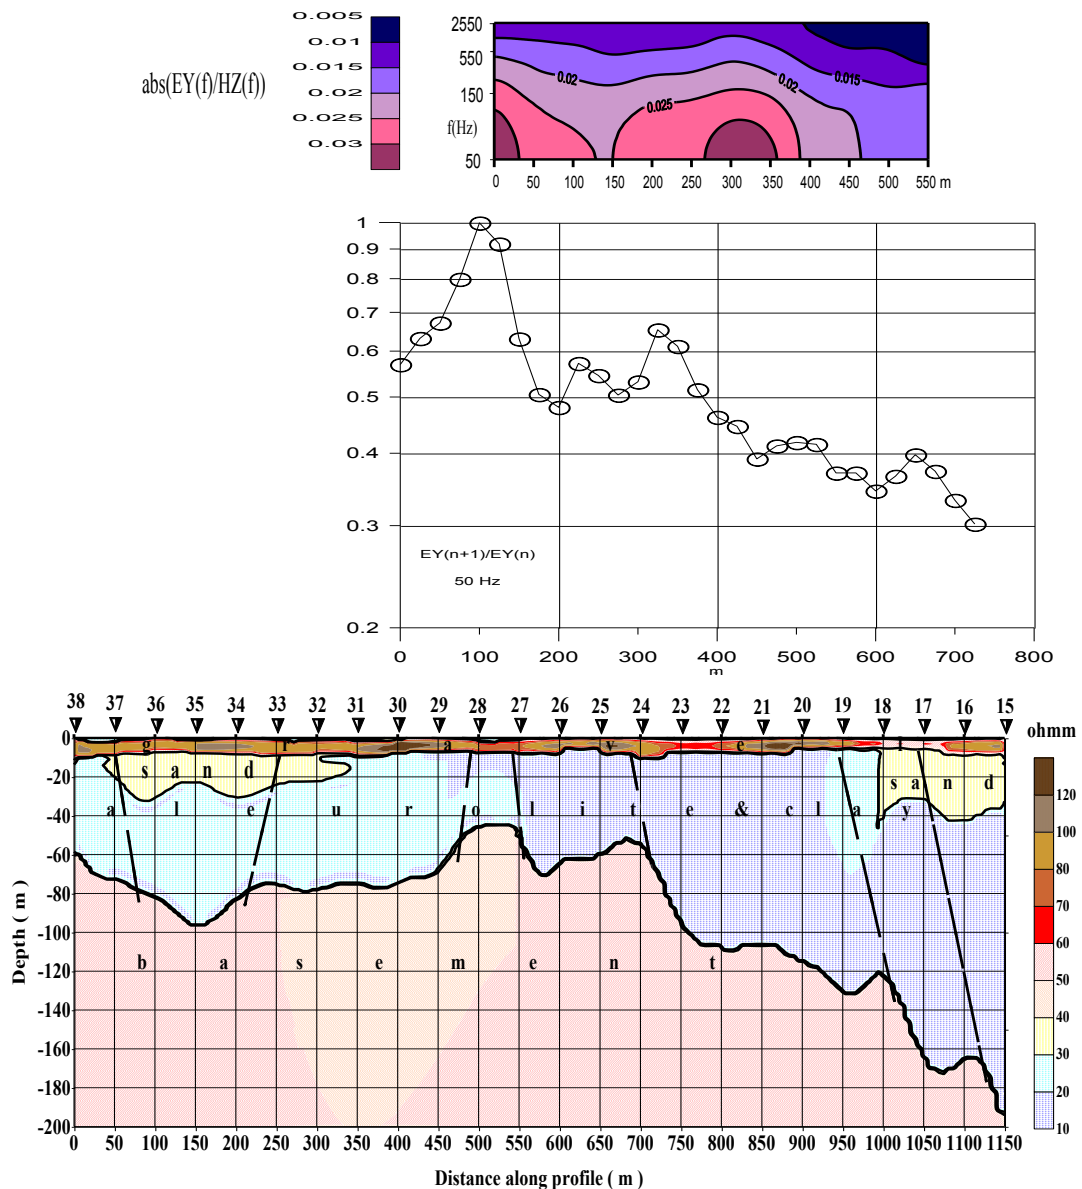 0.005
0.01
0.015
0.02
0.025
0.03
abs(EY(f)/HZ(f))
2550
550
150
50
f(Hz)
0.02
0.025
0.02
0.015
0 50 100 150 200 250 300 350 400 450 500 550 m
1
0.9
0.8
0.7
0.6
0.5
0.4
0.3
0.2
EY(n+1)/EY(n)
50 Hz
0 100 200 300 400 500 600 700 800
m
38 37 36 35 34 33 32 31 30 29 28 27 26 25 24 23 22 21 20 19 18 17 16 15
ohmm
0
-20
-40
-60
-80
-100
-120
-140
-160
-180
-200
Depth ( m )
g r a v e l
s a n d
s a n d
a l e u r o l i t e & c l a y
b a s e m e n t
120
100
80
70
60
50
40
30
20
10
0 50 100 150 200 250 300 350 400 450 500 550 600 650 700 750 800 850 900 950 1000 1050 1100 1150
Distance along profile ( m )